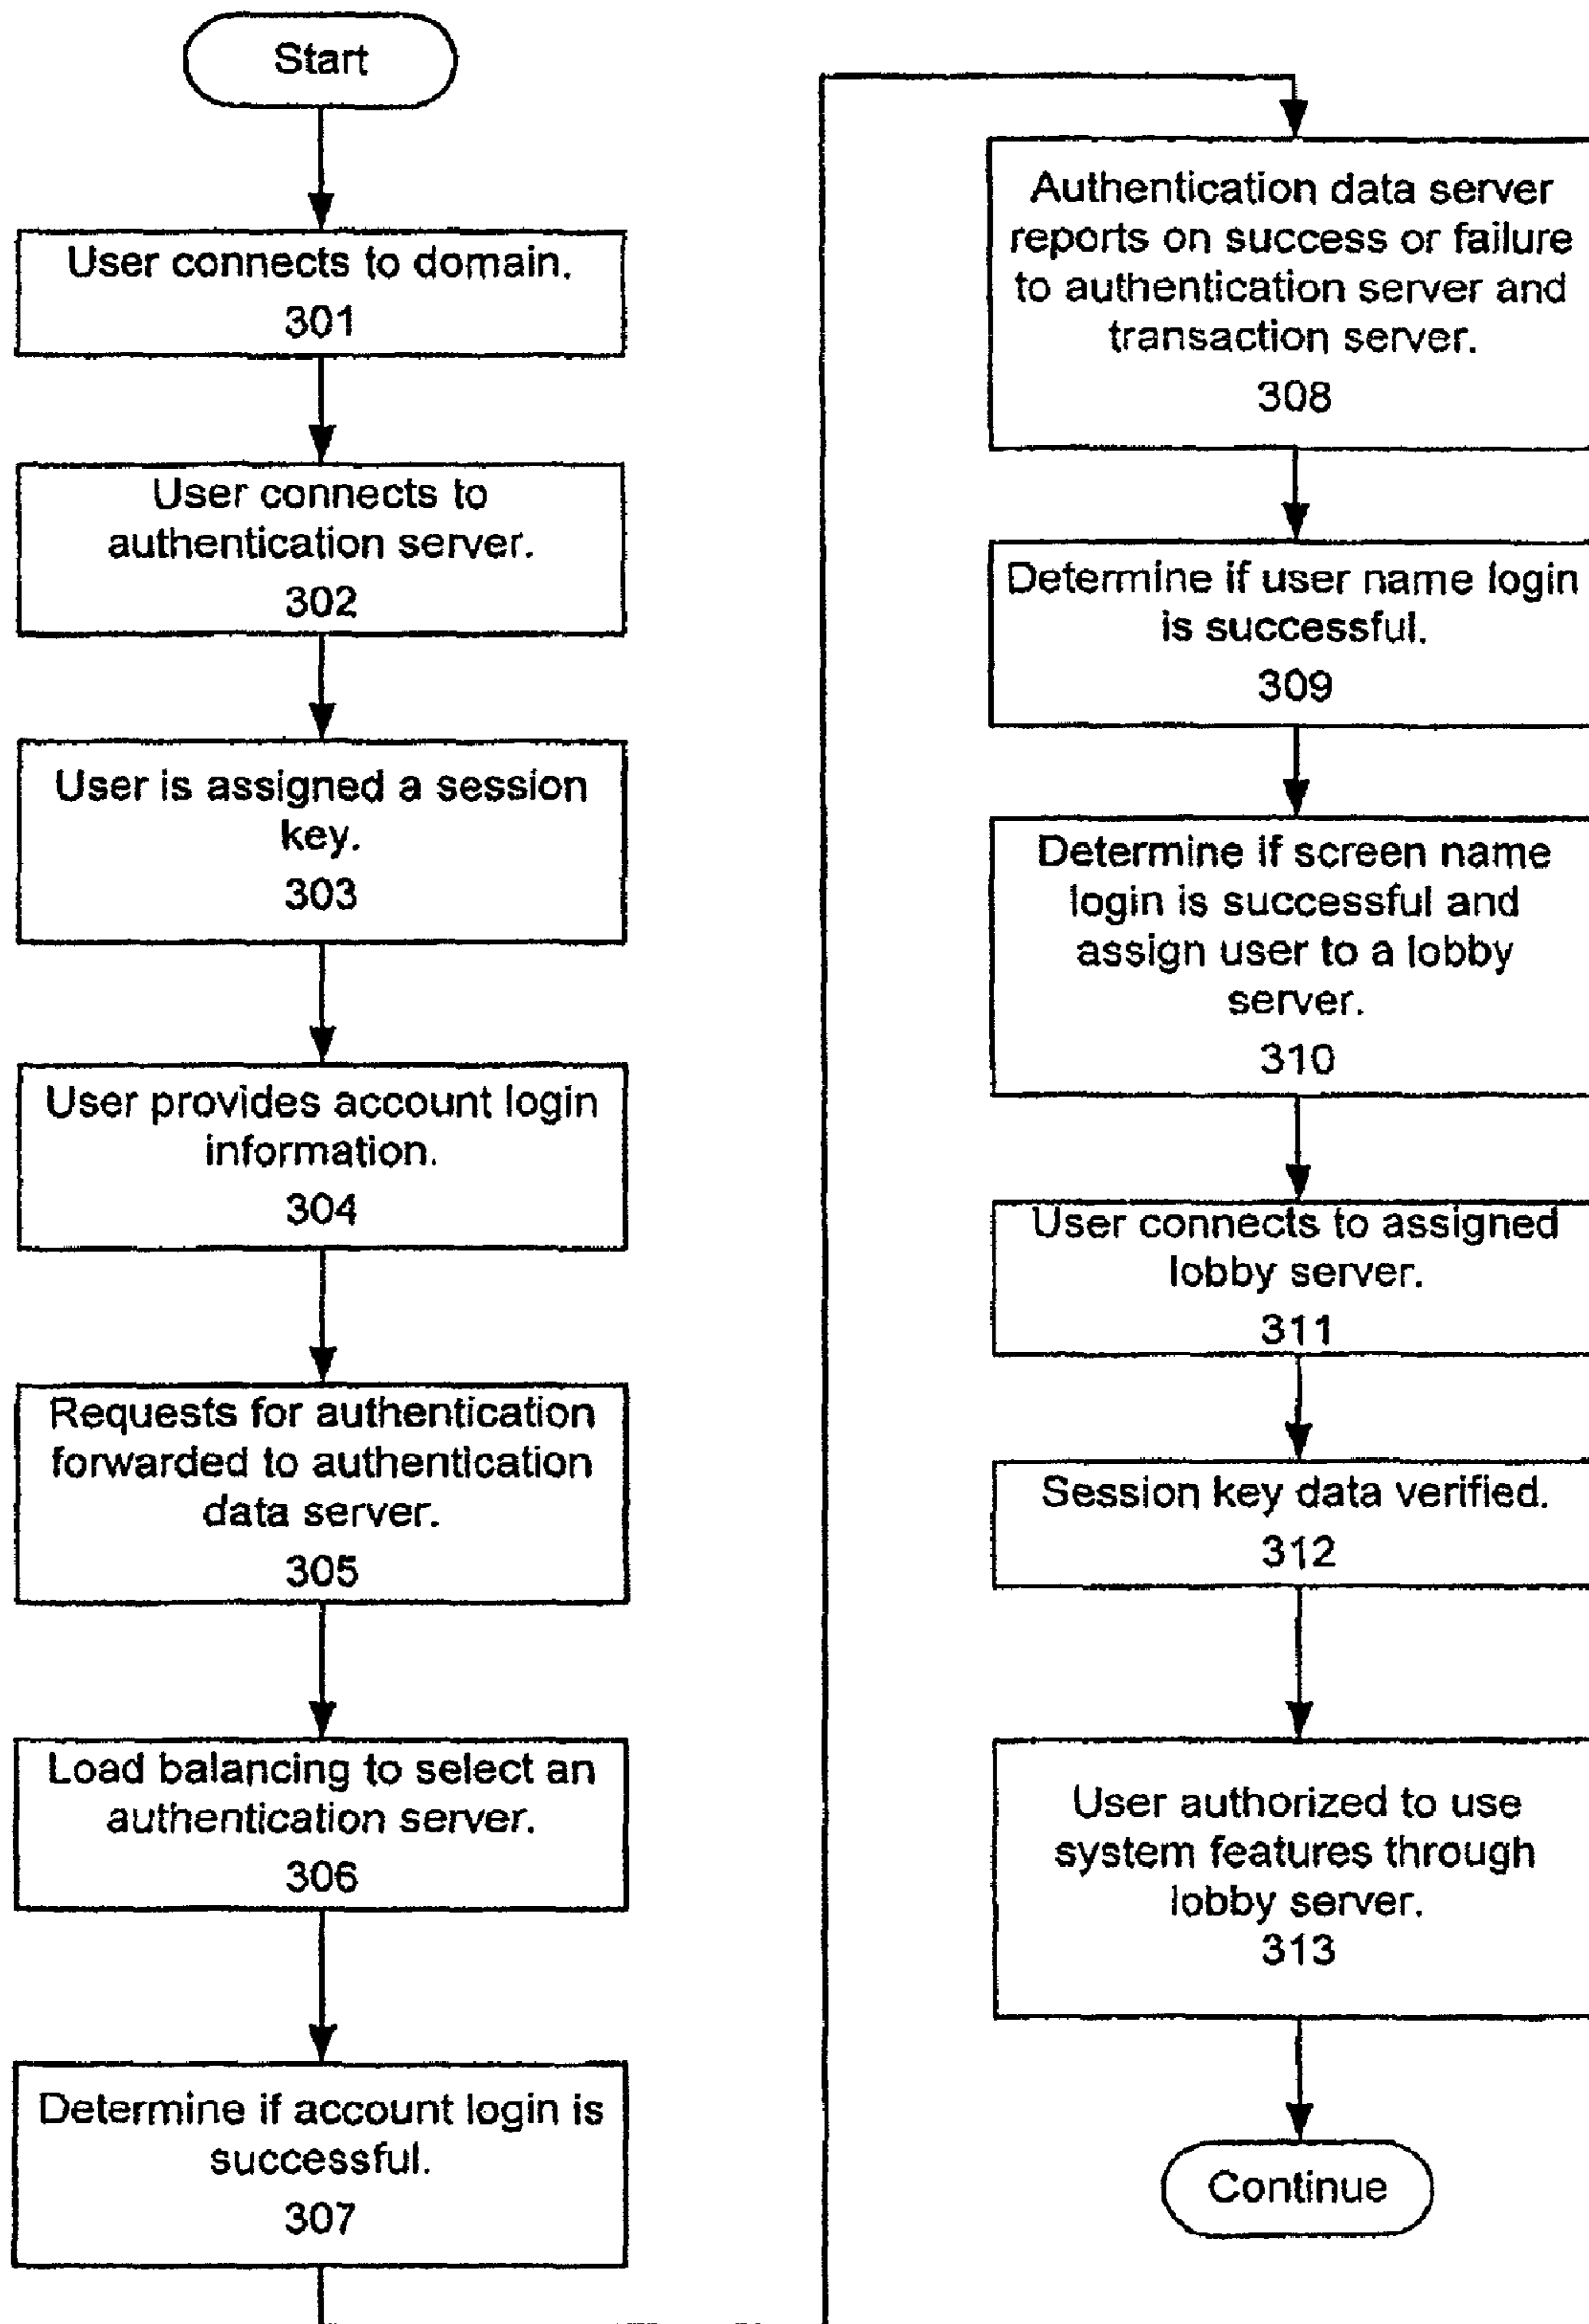 Start
User connects to domain.
301
User connects to
authentication server.
302
User is assigned a session
key.
303
User provides account login
information.
304
Requests for authentication
forwarded to authentication
data server.
305
Load balancing to select an
authentication server.
306
Determine if account login is
successful.
307
Authentication data server
reports on success or failure
to authentication server and
transaction server.
308
Determine if user name login
is successful.
309
Determine if screen name
login is successful and
assign user to a lobby
server.
310
User connects to assigned
lobby server.
311
Session key data verified.
312
User authorized to use
system features through
lobby server.
313
Continue